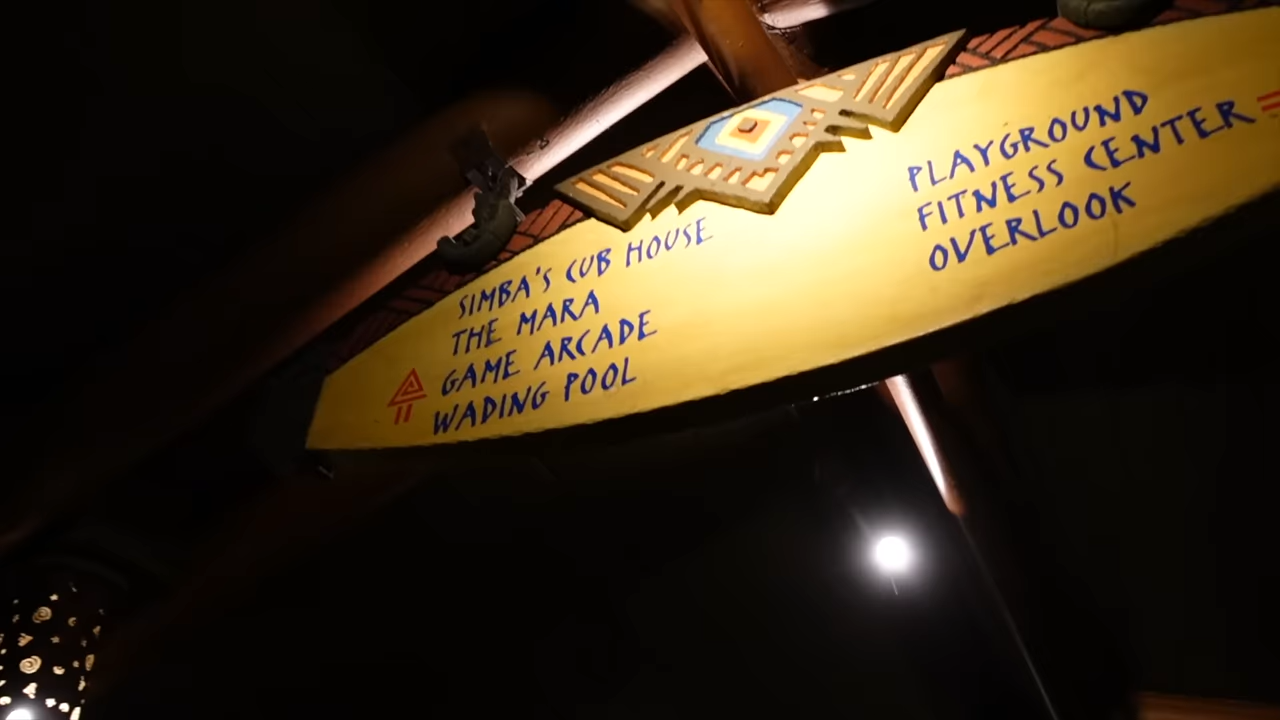 SIMBA'S CUB HOUSE
THE MARA
GAME ARCADE
WADING POOL
PLAYGROUND
FITNESS CENTER
OVERLOOK